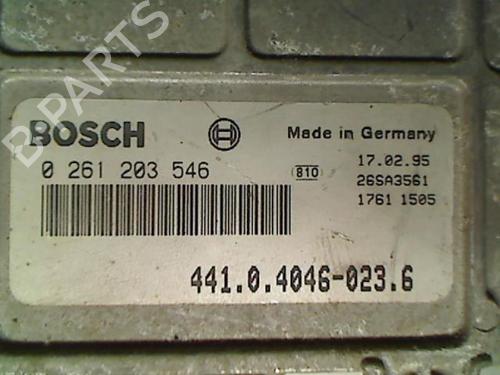 B-PARTS
BOSCH
Made in Germany
0 261 203 546
810
17.02.95
26SA3561
1761 1505
441.0.4046-023.6